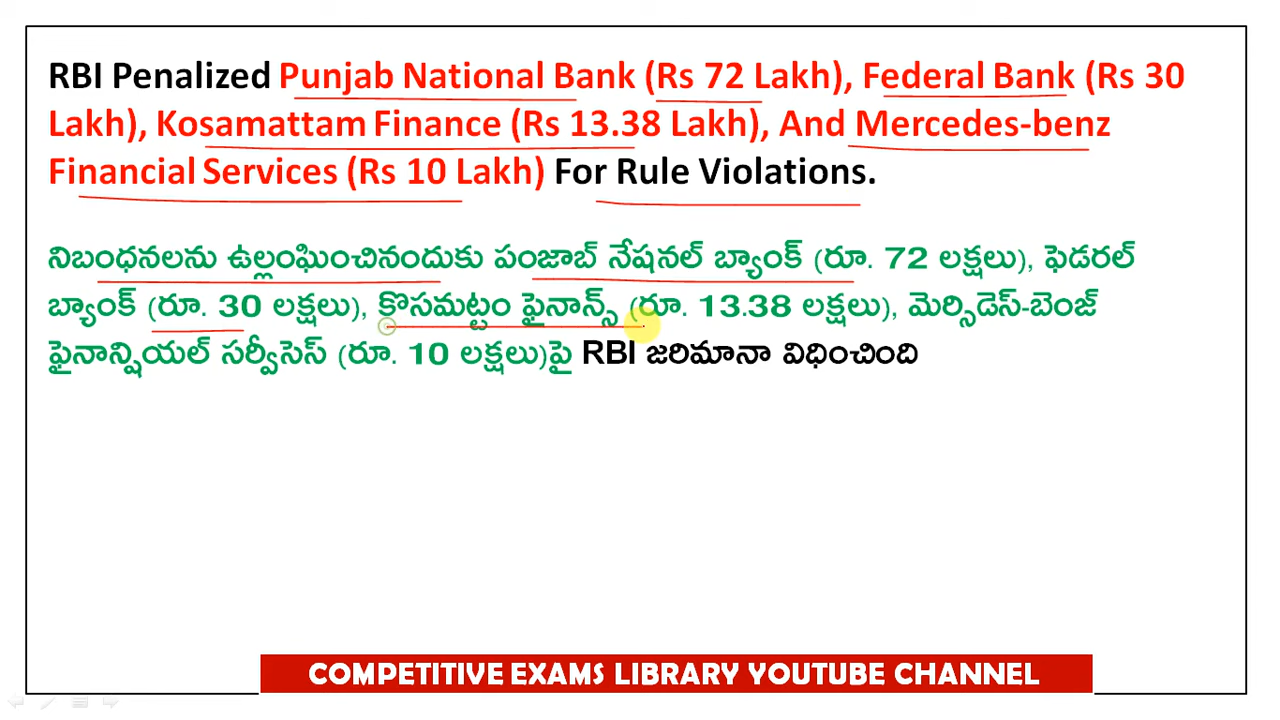 RBI Penalized Punjab National Bank (Rs 72 Lakh), Federal Bank (Rs 30
Lakh), Kosamattam Finance (Rs 13.38 Lakh), And Mercedes-benz
Financial Services (Rs 10 Lakh) For Rule Violations.
నిబంధనలను ఉల్లంఘించినందుకు పంజాబ్ నేషనల్ బ్యాంక్ (రూ. 72 లక్షలు), ఫెడరల్
బ్యాంక్ (రూ. 30 లక్షలు), కొసమట్టం ఫైనాన్స్ (రూ. 13.38 లక్షలు), మెర్సిడెస్-బెంజ్
ఫైనాన్షియల్ సర్వీసెస్ (రూ. 10 లక్షలు)పై RBI జరిమానా విధించింది
COMPETITIVE EXAMS LIBRARY YOUTUBE CHANNEL